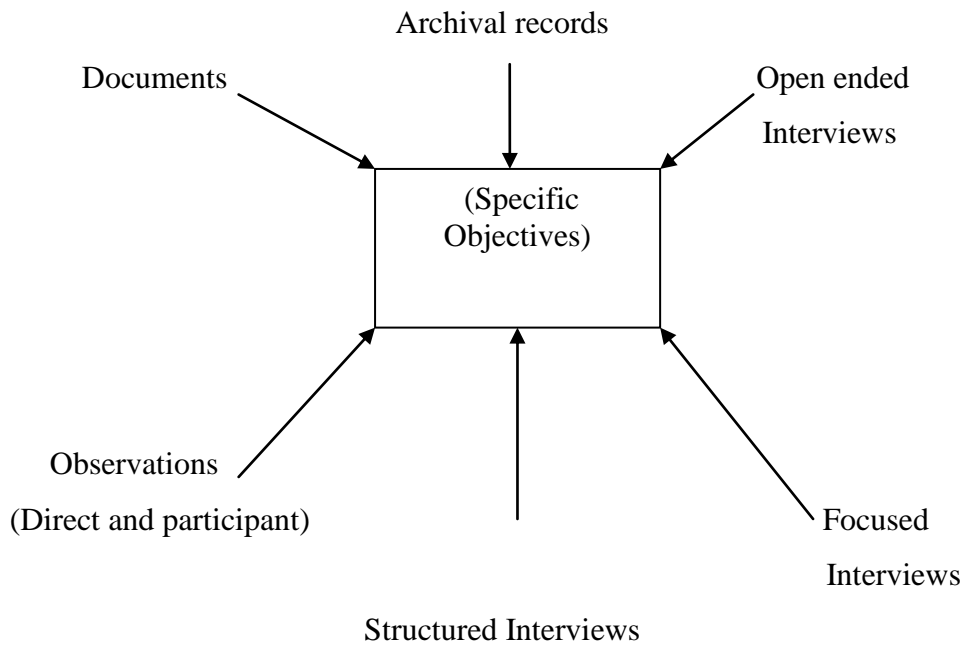 Archival records
Documents
Open ended
Interviews
(Specific
Objectives)
Observations
(Direct and participant)
Focused
Interviews
Structured Interviews